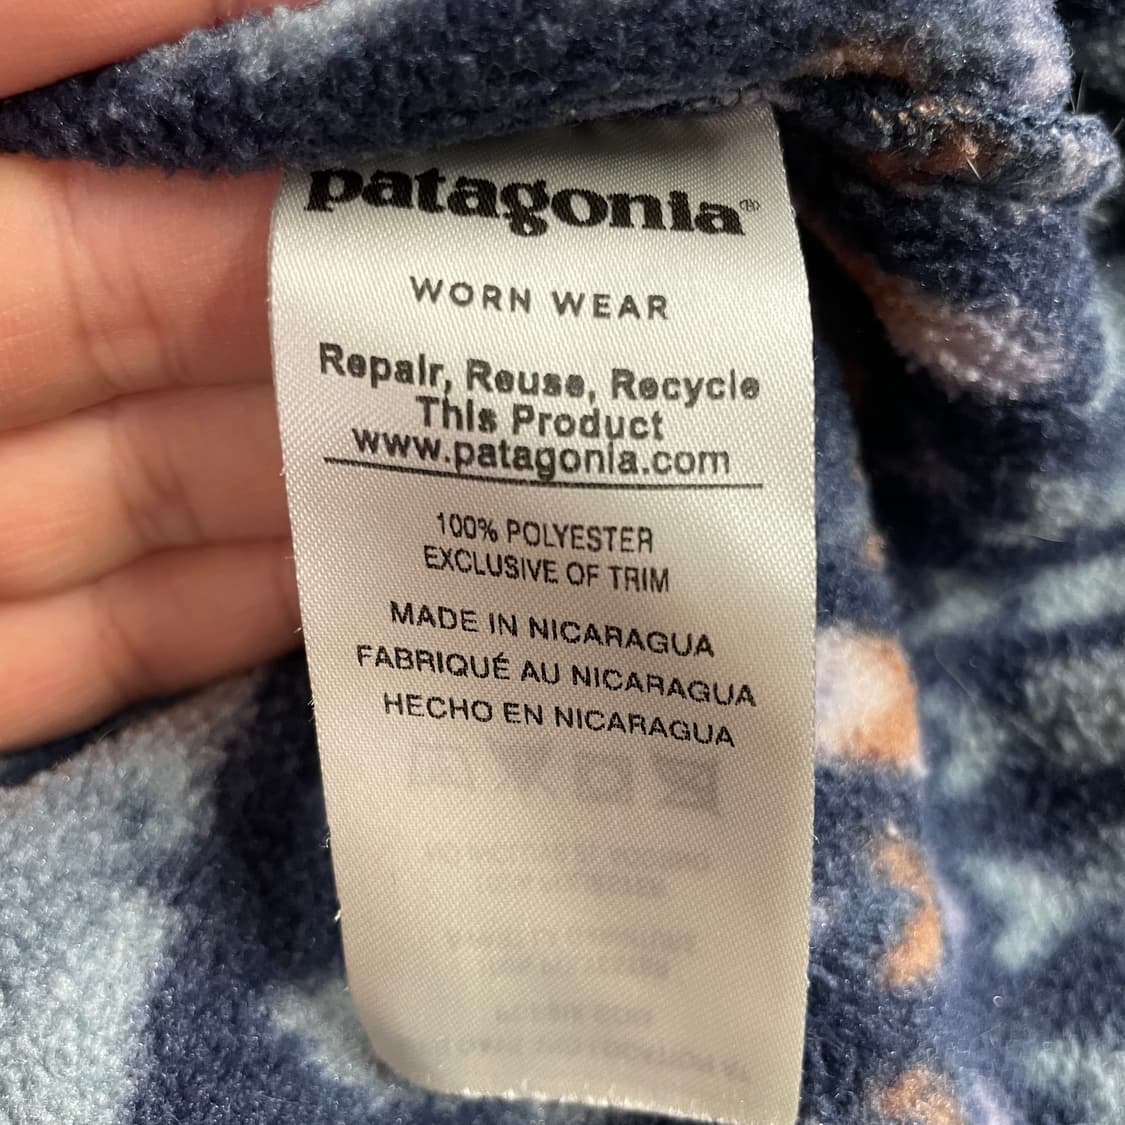 patagonia®
WORN WEAR
Repair, Reuse, Recycle
This Product
www.patagonia.com
100% POLYESTER
EXCLUSIVE OF TRIM
MADE IN NICARAGUA
FABRIQUÉ AU NICARAGUA
HECHO EN NICARAGUA